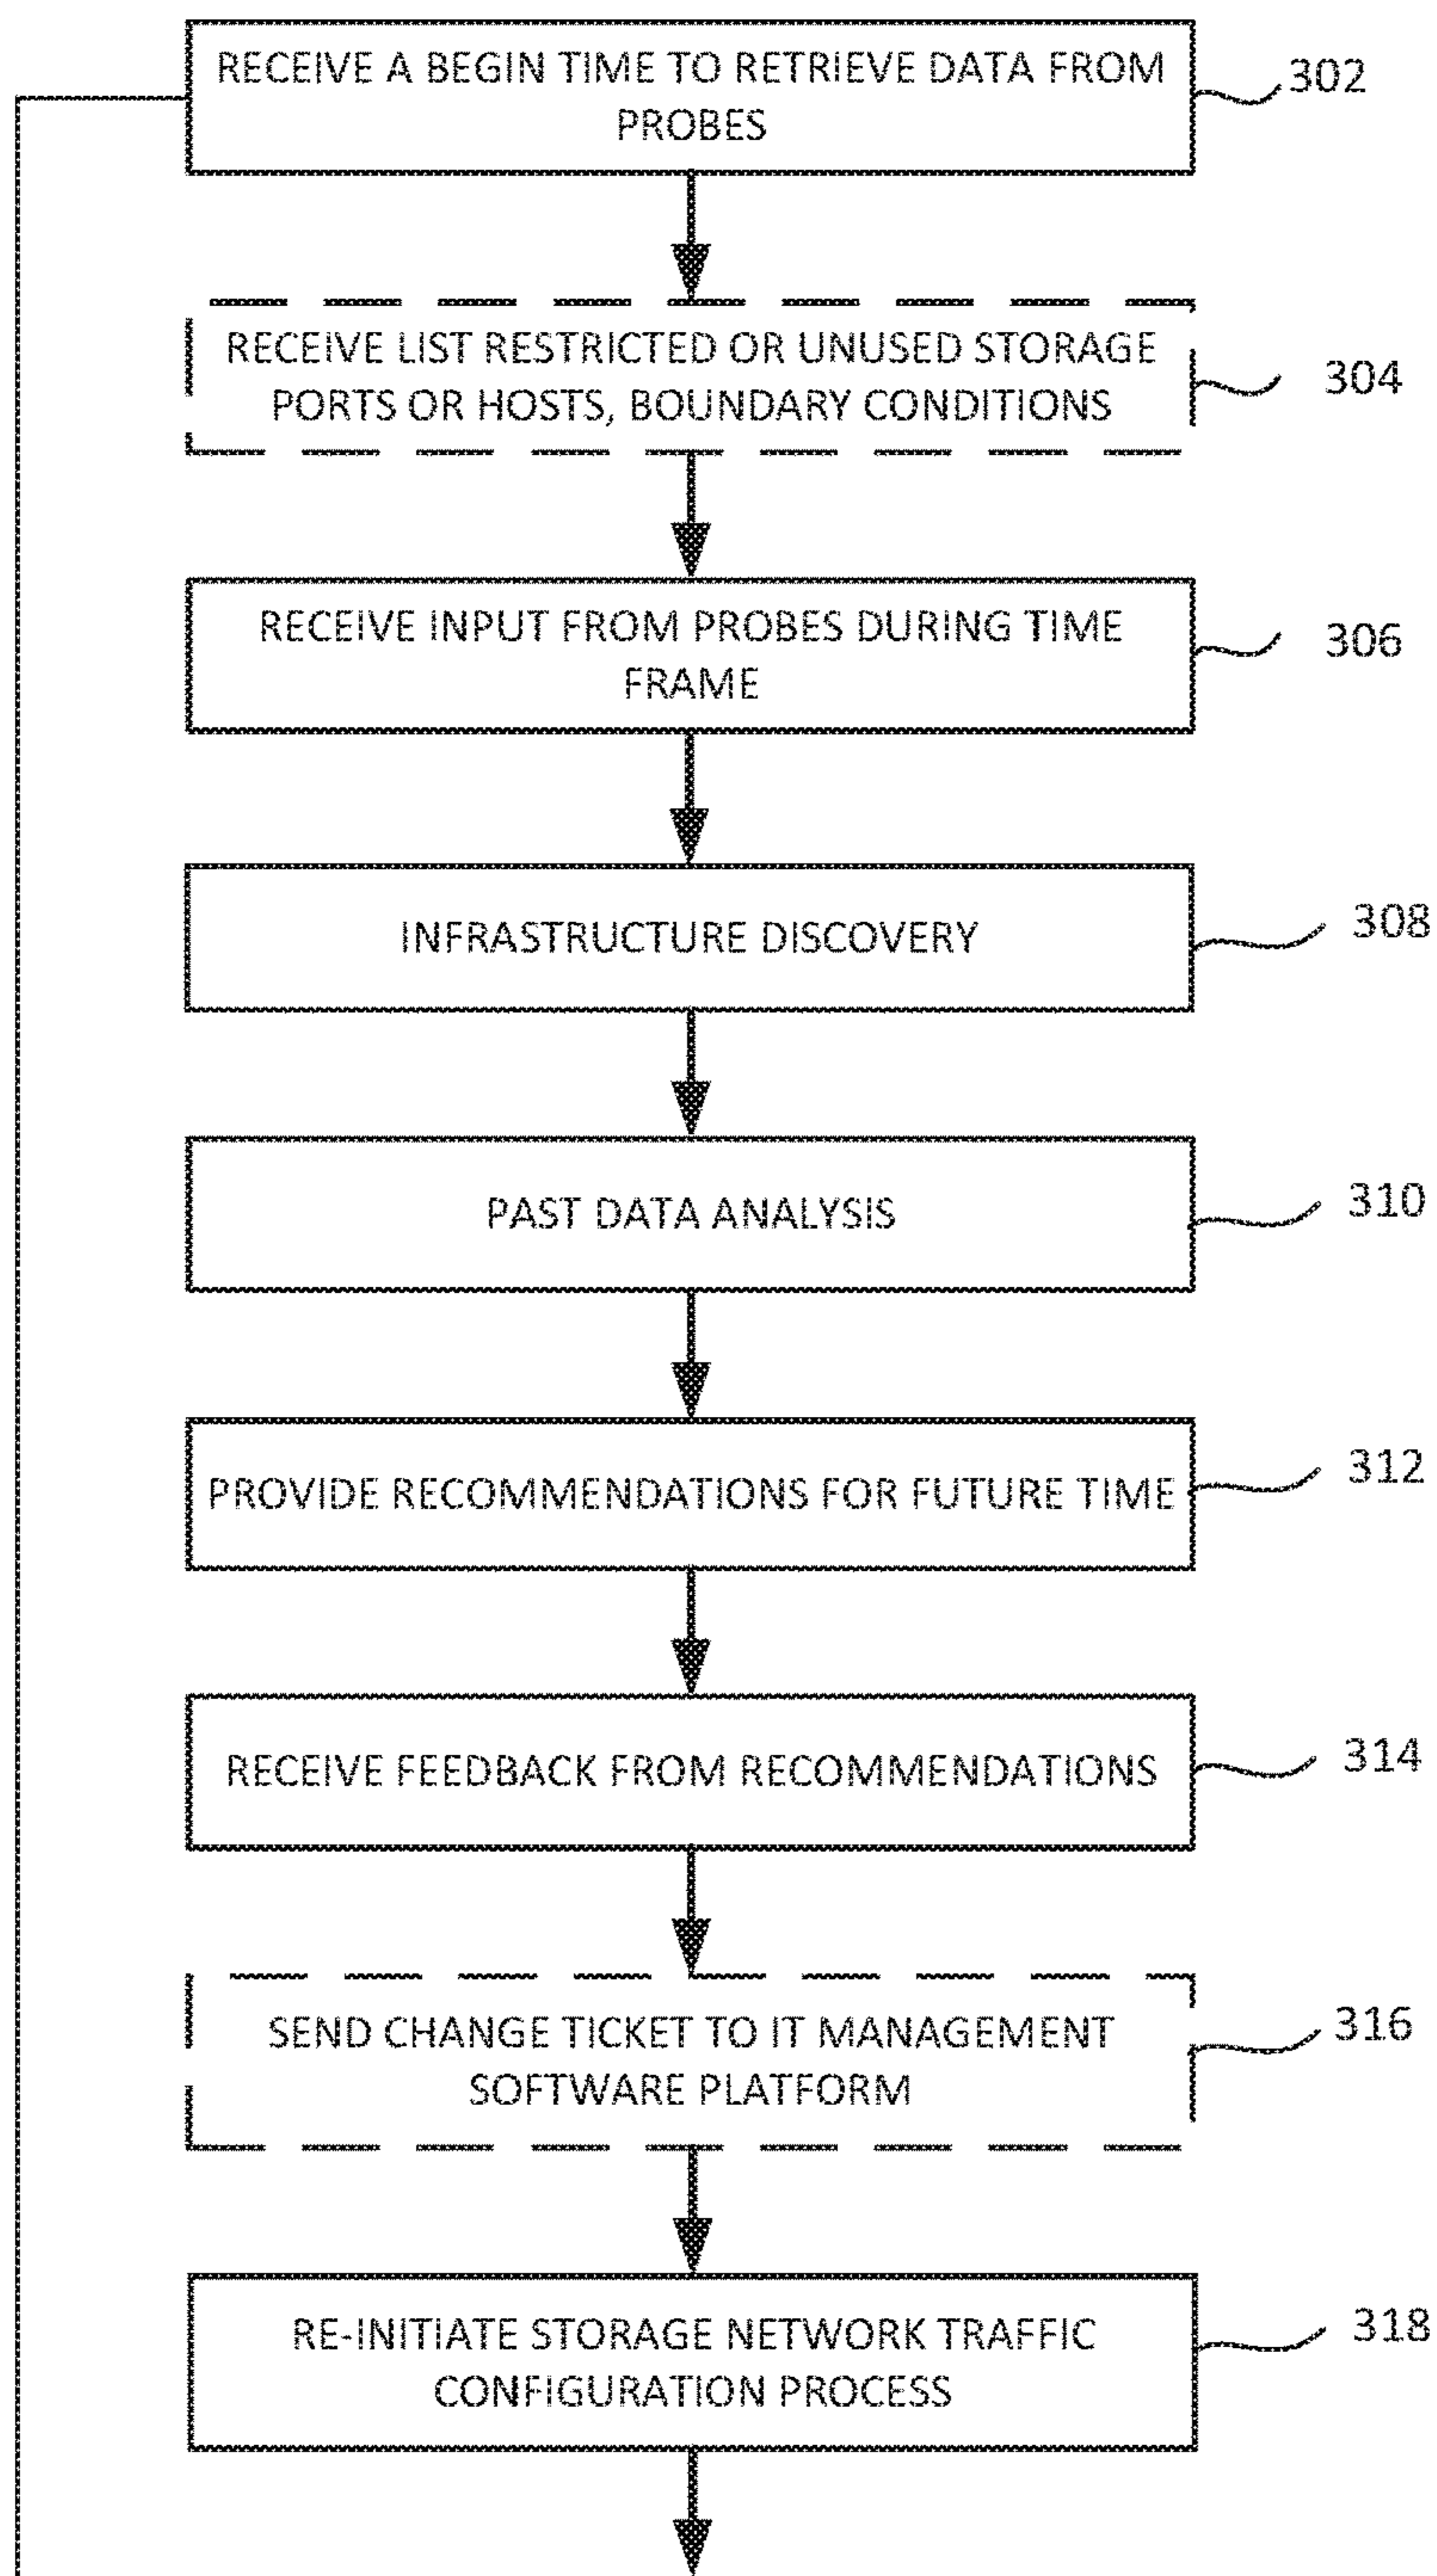 RECEIVE A BEGIN TIME TO RETRIEVE DATA FROM
PROBES
302
RECEIVE LIST RESTRICTED OR UNUSED STORAGE
PORTS OR HOSTS, BOUNDARY CONDITIONS
304
RECEIVE INPUT FROM PROBES DURING TIME
FRAME
306
INFRASTRUCTURE DISCOVERY
308
PAST DATA ANALYSIS
310
PROVIDE RECOMMENDATIONS FOR FUTURE TIME
312
RECEIVE FEEDBACK FROM RECOMMENDATIONS
314
SEND CHANGE TICKET TO IT MANAGEMENT
SOFTWARE PLATFORM
316
RE-INITIATE STORAGE NETWORK TRAFFIC
CONFIGURATION PROCESS
318